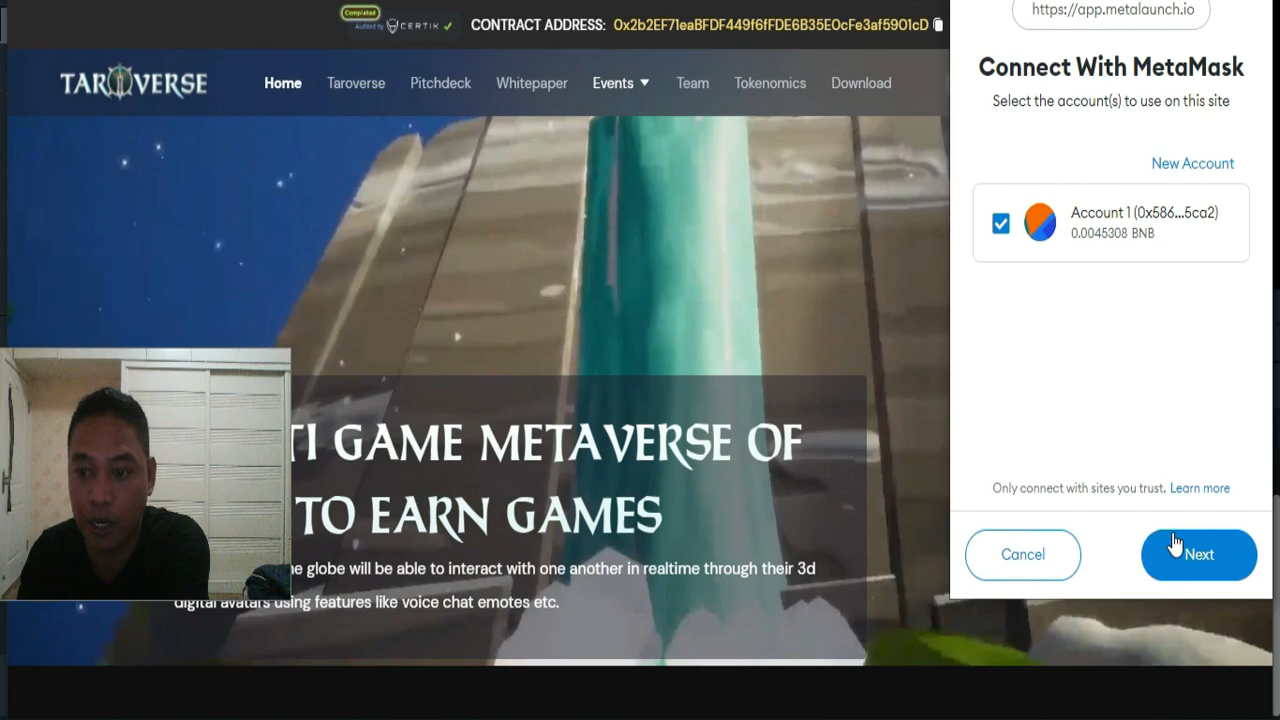 Completed
Audited by CERTIK
CONTRACT ADDRESS: 0x2b2EF71eaBFDF449f6fFDE6B35E0cFe3af5901cD
TAROVERSE
Home Taroverse Pitchdeck Whitepaper Events Team Tokenomics Download
TI GAME METAVERSE OF
TO EARN GAMES
he globe will be able to interact with one another in realtime through their 3d
digital avatars using features like voice chat emotes etc.
https://app.metalaunch.io
Connect With MetaMask
Select the account(s) to use on this site
New Account
Account 1 (0x586...5ca2)
0.0045308 BNB
Only connect with sites you trust. Learn more
Cancel Next